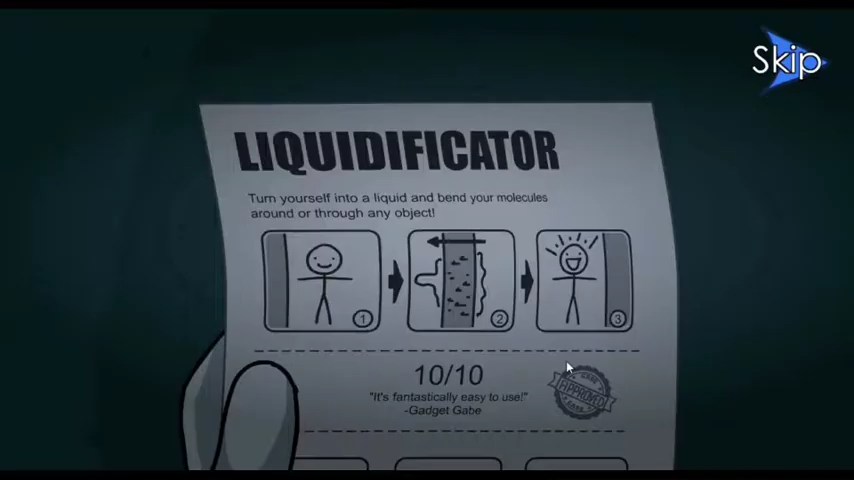 Skip
LIQUIDIFICATOR
Turn yourself into a liquid and bend your molecules
around or through any object!
1
2
3
10/10
"It's fantastically easy to use!"
-Gadget Gabe
APPROVED